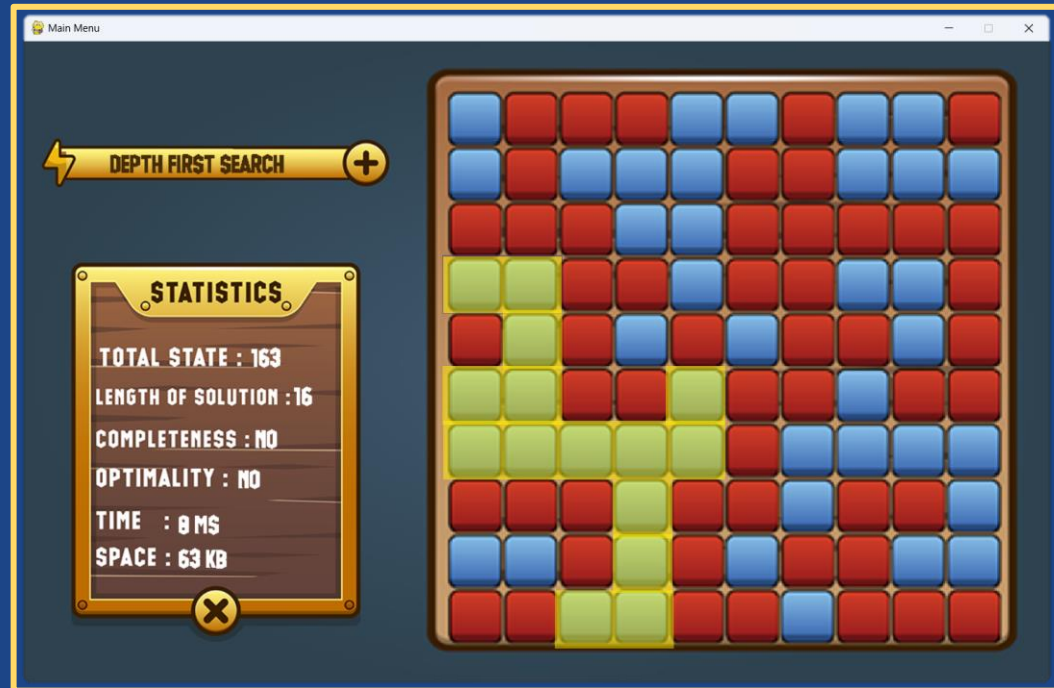 Main Menu
DEPTH FIRST SEARCH
STATISTICS
TOTAL STATE : 163
LENGTH OF SOLUTION :16
COMPLETENESS : NO
OPTIMALITY : NO
TIME : 8 MS
SPACE : 63 KB